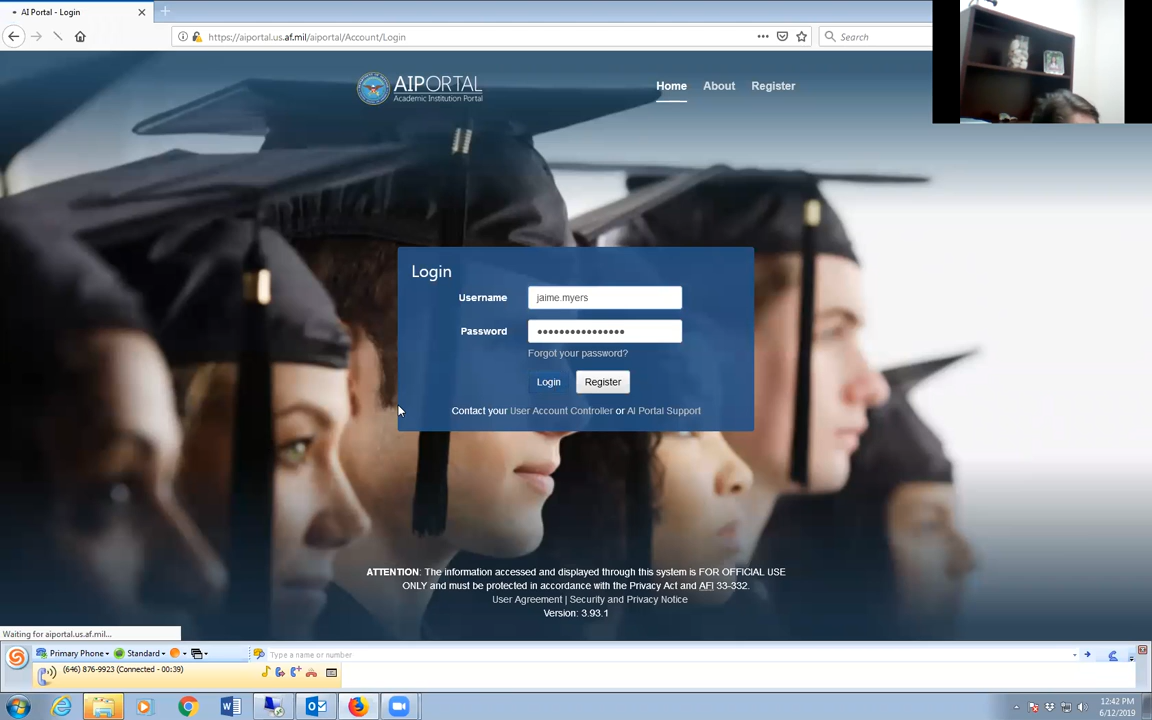 AI Portal - Login
https://aiportal.us.af.mil/aiportal/Account/Login
Search
AIPORTAL
Academic Institution Portal
Home About Register
Login
Username jaime.myers
Password ••••••••••••••••
Forgot your password?
Login Register
Contact your User Account Controller or AI Portal Support
ATTENTION: The information accessed and displayed through this system is FOR OFFICIAL USE
ONLY and must be protected in accordance with the Privacy Act and AFI 33-332.
User Agreement | Security and Privacy Notice
Version: 3.93.1
Waiting for aiportal.us.af.mil...
Primary Phone Standard Type a name or number
(646) 876-9923 (Connected - 00:39)
12:42 PM
6/12/2019